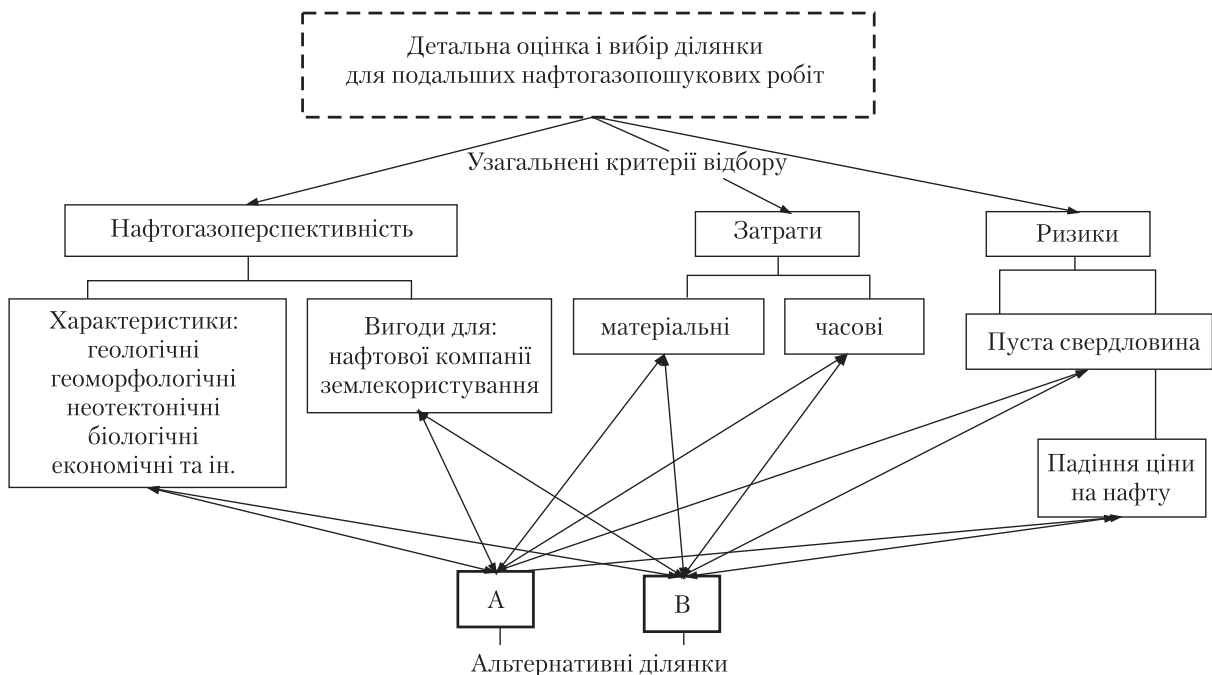 Детальна оцінка і вибір ділянки
для подальших нафтогазопошукових робіт
Узагальнені критерії відбору
Нафтогазоперспективність
Затрати
Ризики
Характеристики:
геологічні
геоморфологічні
неотектонічні
біологічні
економічні та ін.
Вигоди для:
нафтової компанії
землекористування
матеріальні
часові
Пуста свердловина
Падіння ціни
на нафту
А
В
Альтернативні ділянки